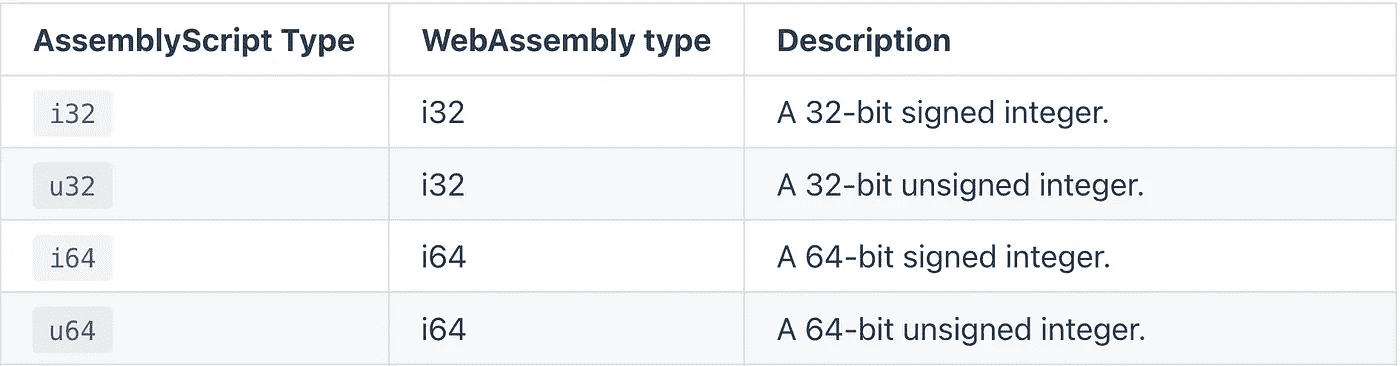 AssemblyScript Type WebAssembly type Description
i32 i32 A 32-bit signed integer.
u32 i32 A 32-bit unsigned integer.
i64 i64 A 64-bit signed integer.
u64 i64 A 64-bit unsigned integer.